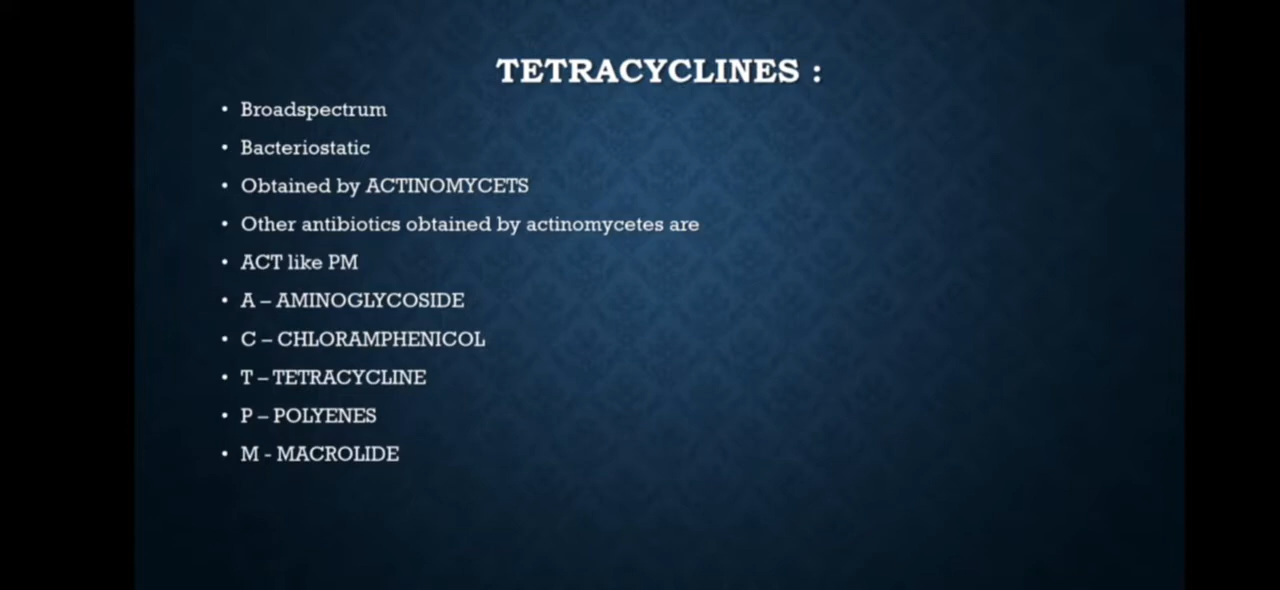 TETRACYCLINES :
• Broadspectrum
• Bacteriostatic
• Obtained by ACTINOMYCETS
• Other antibiotics obtained by actinomycetes are
• ACT like PM
• A – AMINOGLYCOSIDE
• C – CHLORAMPHENICOL
• T – TETRACYCLINE
• P – POLYENES
• M - MACROLIDE